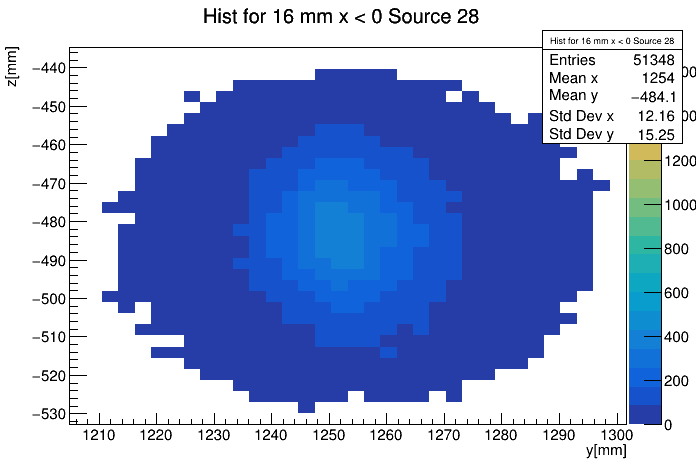 Hist for 16 mm x < 0 Source 28
z[mm]
Hist for 16 mm x < 0 Source 28
Entries 51348
Mean x 1254
Mean y −484.1
Std Dev x 12.16
Std Dev y 15.25
−440
−450
−460
−470
−480
−490
−500
−510
−520
−530
1200
1000
800
600
400
200
0
1210 1220 1230 1240 1250 1260 1270 1280 1290 1300
y[mm]